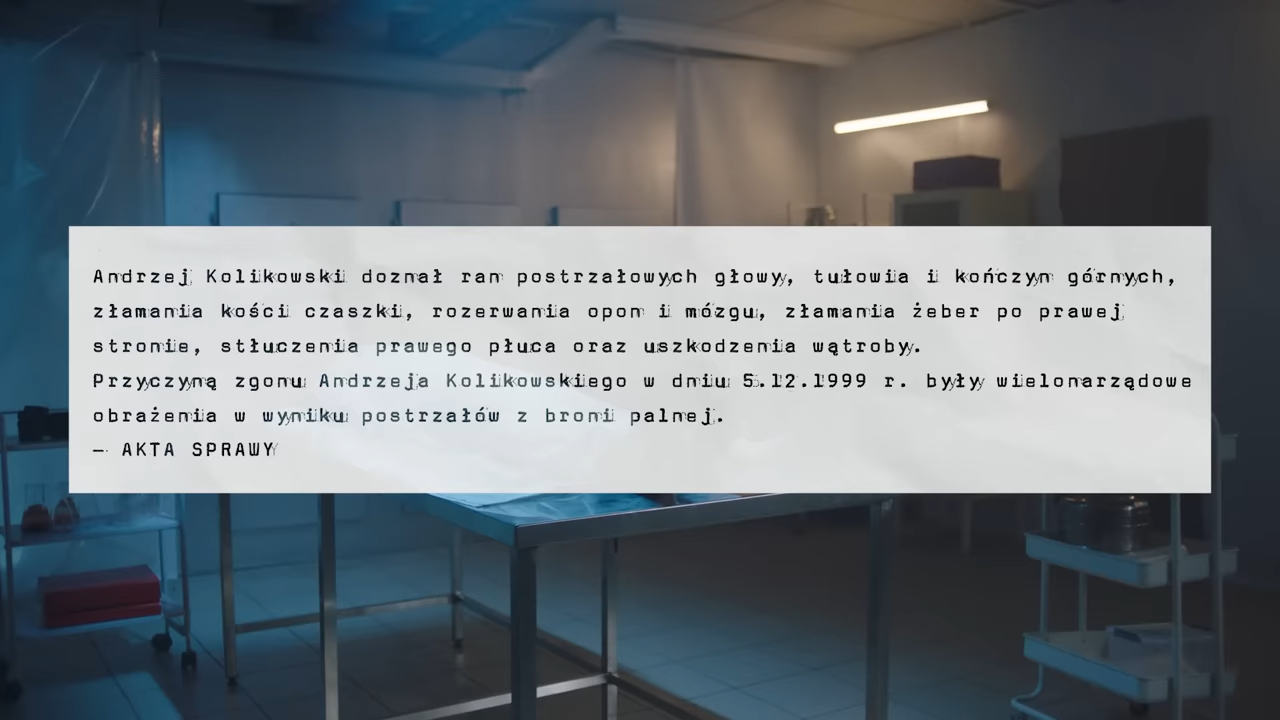 Andrzej Kolikowski doznał ran postrzałowych głowy, tułowia i kończyn górnych,
złamania kości czaszki, rozerwania opon i mózgu, złamania żeber po prawej
stronie, stłuczenia prawego płuca oraz uszkodzenia wątroby.
Przyczyną zgonu Andrzeja Kolikowskiego w dniu 5.12.1999 r. były wielonarządowe
obrażenia w wyniku postrzałów z broni palnej.
— AKTA SPRAWY